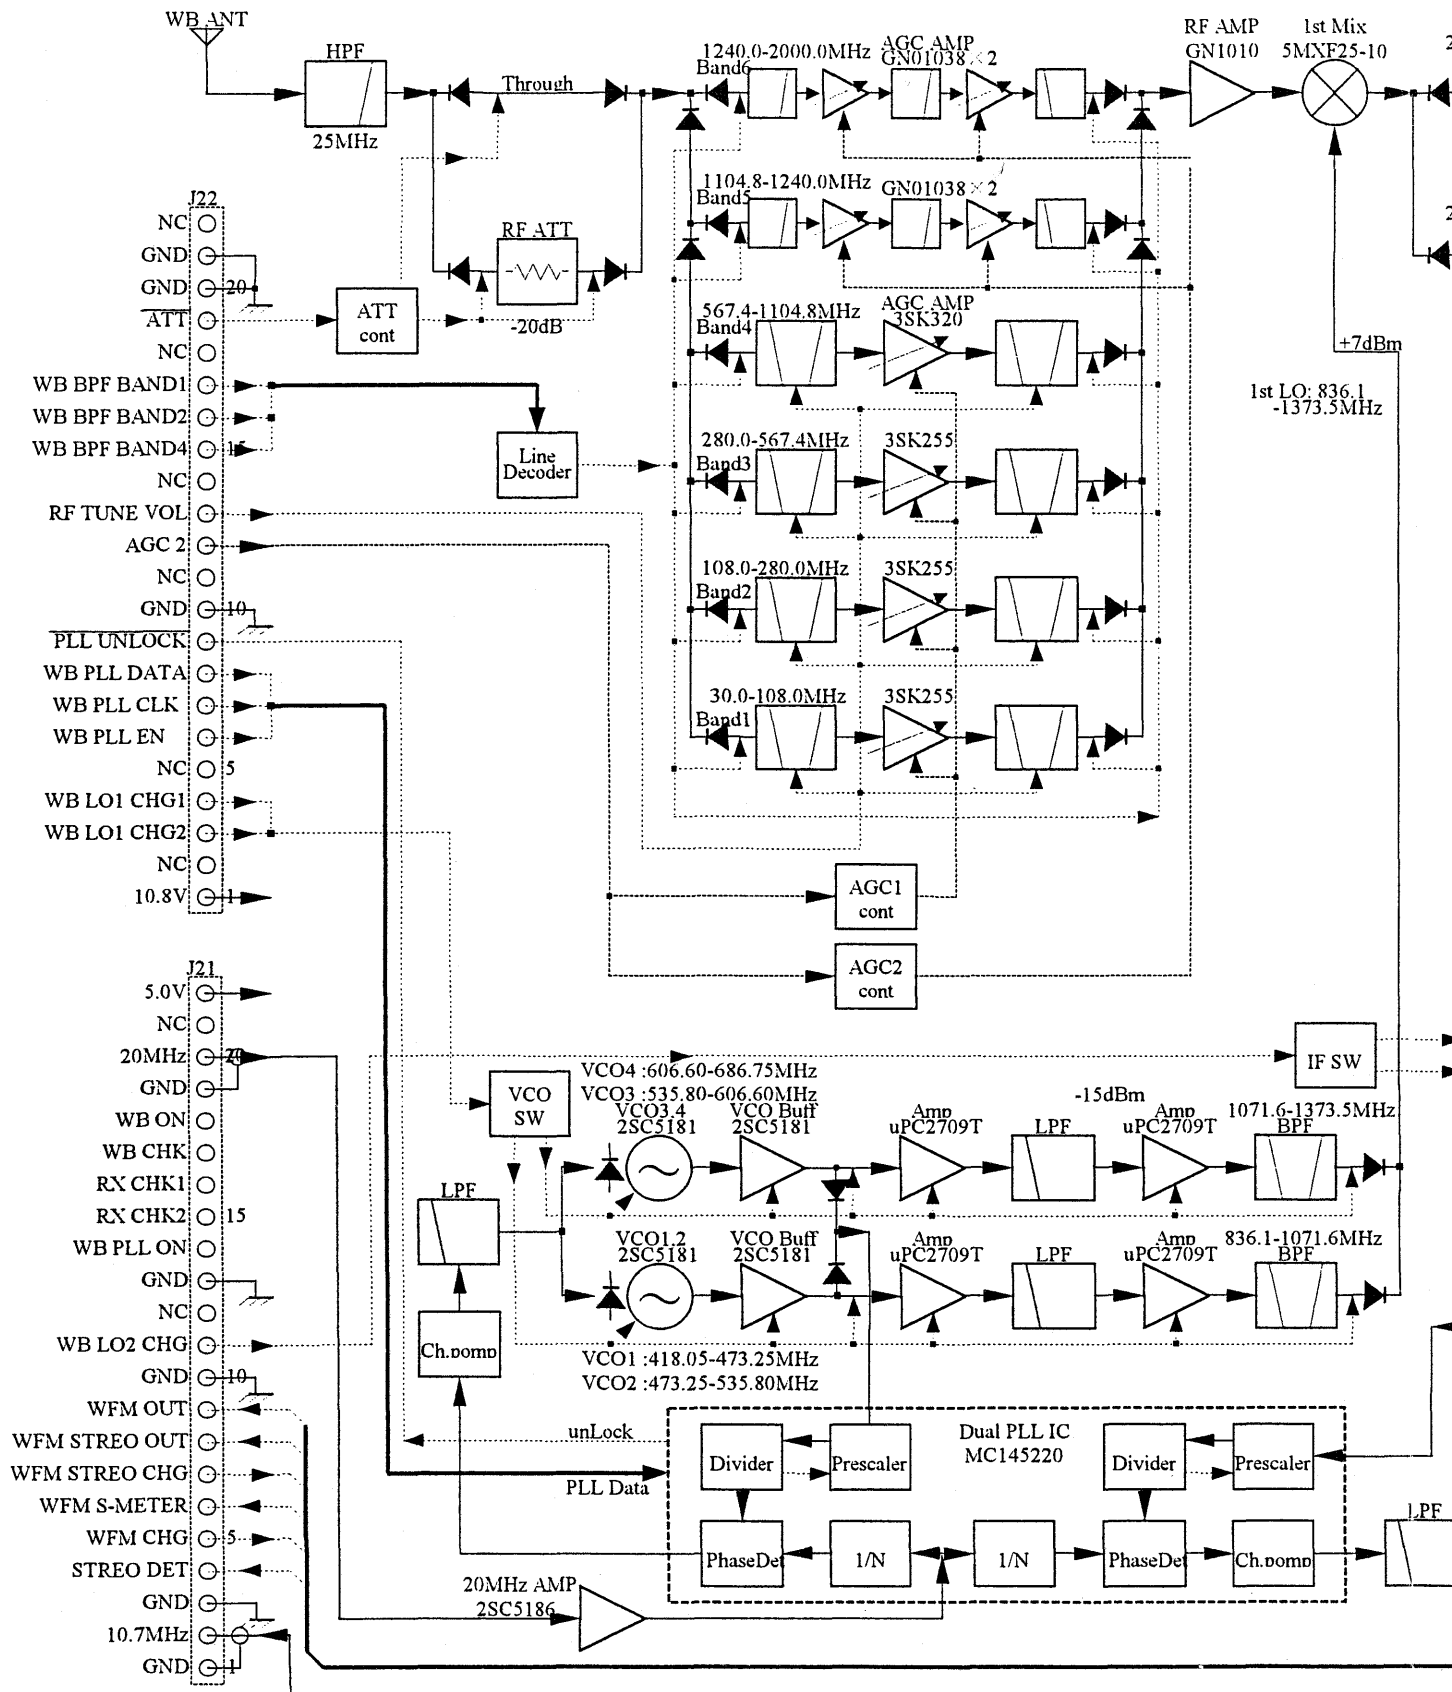 WB ANT
HPF
25MHz
Through
RF ATT
-20dB
ATT
cont
1240.0-2000.0MHz
Band6
AGC AMP
GN01038×2
RF AMP
GN1010
1st Mix
5MXF25-10
1104.8-1240.0MHz
Band5
GN01038×2
567.4-1104.8MHz
Band4
AGC AMP
3SK320
+7dBm
1st LO: 836.1
-1373.5MHz
280.0-567.4MHz
Band3
3SK255
108.0-280.0MHz
Band2
3SK255
30.0-108.0MHz
Band1
3SK255
Line
Decoder
AGC1
cont
AGC2
cont
J22
NC
GND
GND 20
ATT
NC
WB BPF BAND1
WB BPF BAND2
WB BPF BAND4 15
NC
RF TUNE VOL
AGC 2
NC
GND 10
PLL UNLOCK
WB PLL DATA
WB PLL CLK
WB PLL EN
NC 5
WB LO1 CHG1
WB LO1 CHG2
NC
10.8V 1
J21
5.0V
NC
20MHz 20
GND
WB ON
WB CHK
RX CHK1
RX CHK2 15
WB PLL ON
GND
NC
WB LO2 CHG
GND 10
WFM OUT
WFM STREO OUT
WFM STREO CHG
WFM S-METER
WFM CHG 5
STREO DET
GND
10.7MHz
GND 1
IF SW
VCO
SW
VCO4 :606.60-686.75MHz
VCO3 :535.80-606.60MHz
VCO3.4
2SC5181
VCO Buff
2SC5181
Amp
uPC2709T
-15dBm
LPF
Amp
uPC2709T
1071.6-1373.5MHz
BPF
LPF
VCO1.2
2SC5181
VCO Buff
2SC5181
Amp
uPC2709T
LPF
Amp
uPC2709T
836.1-1071.6MHz
BPF
Ch.pomp
VCO1 :418.05-473.25MHz
VCO2 :473.25-535.80MHz
unLock
PLL Data
Divider
Prescaler
Dual PLL IC
MC145220
Divider
Prescaler
PhaseDet
1/N
1/N
PhaseDet
Ch.pomp
LPF
20MHz AMP
2SC5186